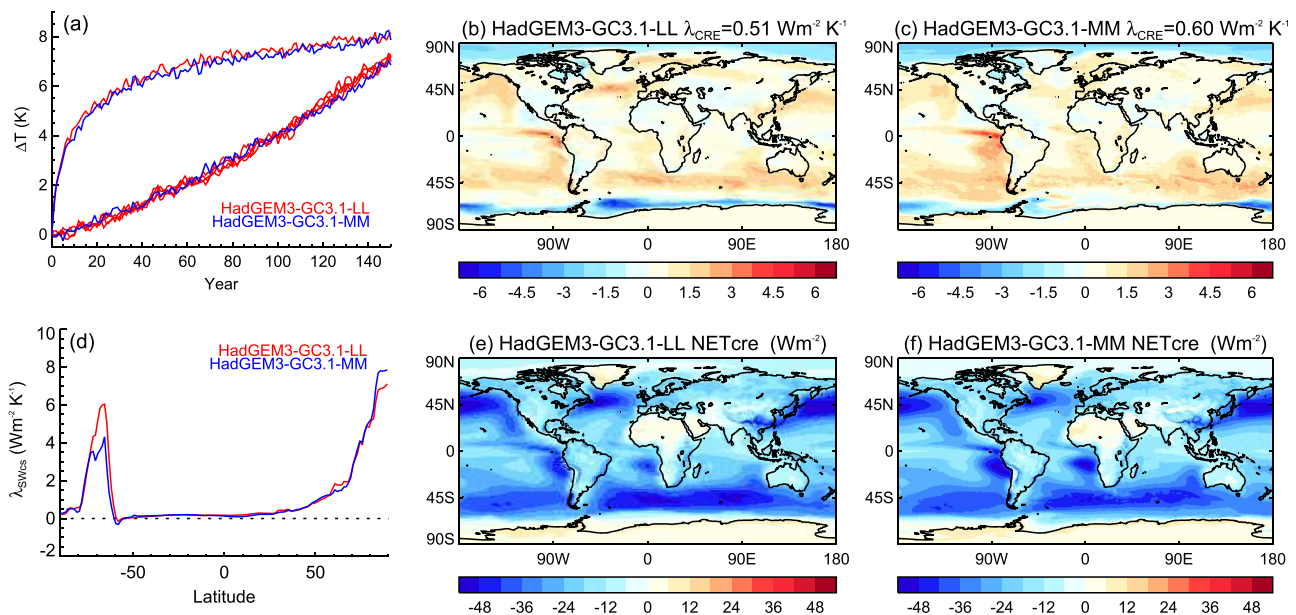 (a)
ΔT (K)
8
6
4
2
0
0 20 40 60 80 100 120 140
Year
HadGEM3-GC3.1-LL
HadGEM3-GC3.1-MM
(b) HadGEM3-GC3.1-LL λCRE=0.51 Wm-2 K-1
90N
45N
0
45S
90S
90W 0 90E 180
-6 -4.5 -3 -1.5 0 1.5 3 4.5 6
(c) HadGEM3-GC3.1-MM λCRE=0.60 Wm-2 K-1
90N
45N
0
45S
90S
90W 0 90E 180
-6 -4.5 -3 -1.5 0 1.5 3 4.5 6
(d)
λSWcs (Wm-2 K-1)
10
8
6
4
2
0
-2
-50 0 50
Latitude
HadGEM3-GC3.1-LL
HadGEM3-GC3.1-MM
(e) HadGEM3-GC3.1-LL NETcre (Wm-2)
90N
45N
0
45S
90S
90W 0 90E 180
-48 -36 -24 -12 0 12 24 36 48
(f) HadGEM3-GC3.1-MM NETcre (Wm-2)
90N
45N
0
45S
90S
90W 0 90E 180
-48 -36 -24 -12 0 12 24 36 48